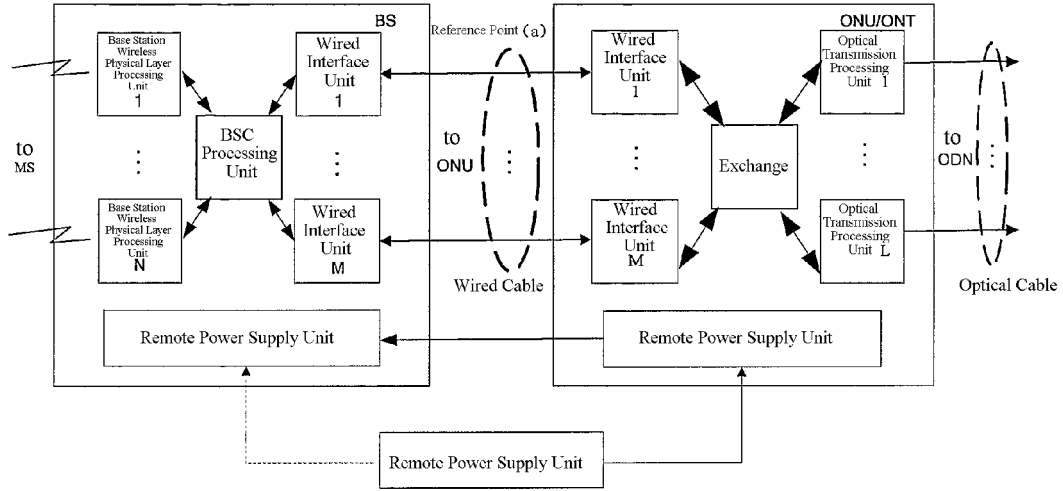 BS
Reference Point (a)
ONU/ONT
Base Station
Wireless
Physical Layer
Processing
Unit
1
Wired
Interface
Unit
1
Wired
Interface
Unit
1
Optical
Transmission
Processing
Unit 1
to
MS
BSC
Processing
Unit
to
ONU
Exchange
to
ODN
Base Station
Wireless
Physical Layer
Processing
Unit
N
Wired
Interface
Unit
M
Wired
Interface
Unit
M
Optical
Transmission
Processing
Unit L
Wired Cable
Optical Cable
Remote Power Supply Unit
Remote Power Supply Unit
Remote Power Supply Unit